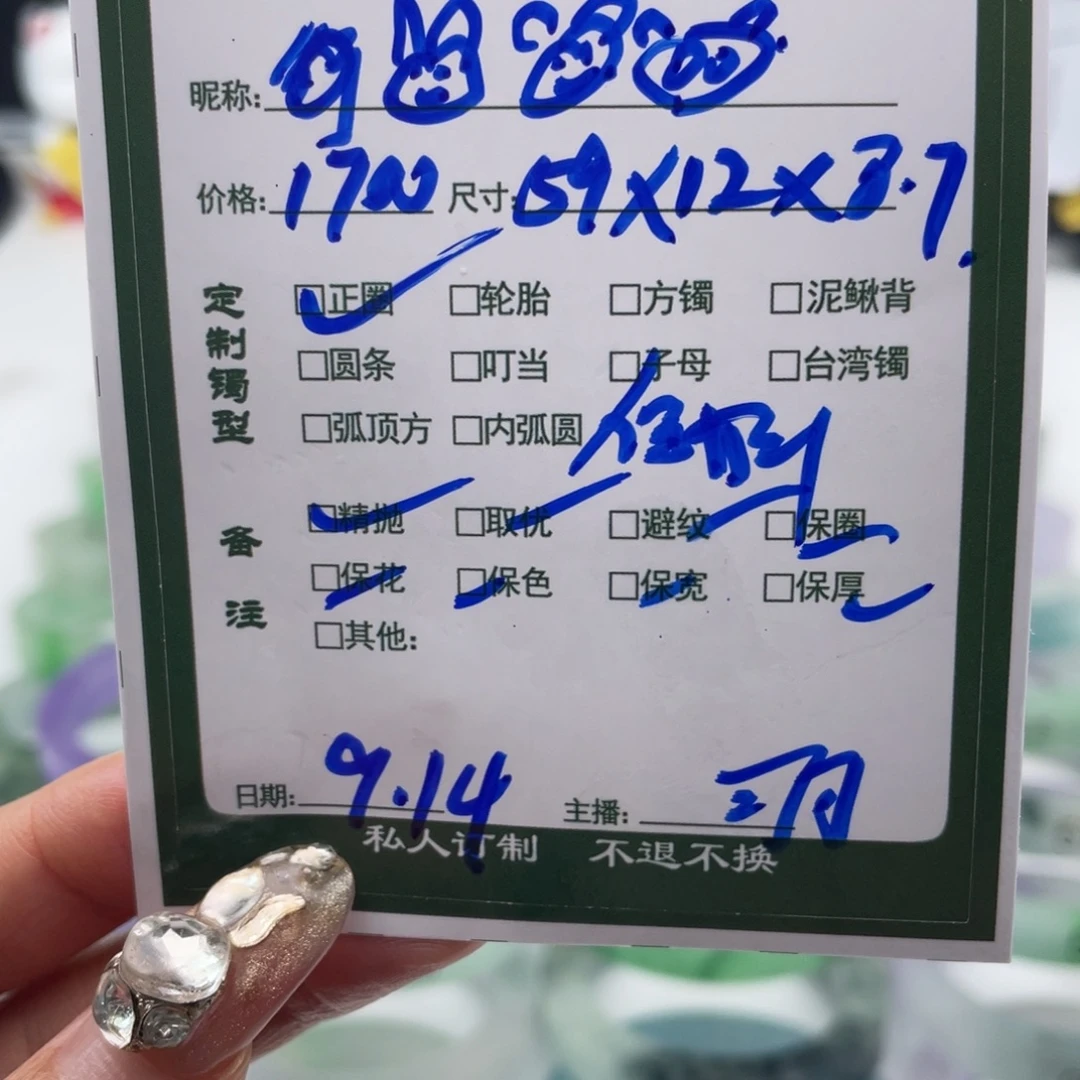 昵称:
价格: 1700 尺寸: 59X12X8.7
定制镯型
□正圈 □轮胎 □方镯 □泥鳅背
□圆条 □叮当 □子母 □台湾镯
□弧顶方 □内弧圆
备注
□精抛 □取优 □避纹 □保圈
□保花 □保色 □保宽 □保厚
□其他:
日期: 9.14 主播:
私人订制 不退不换